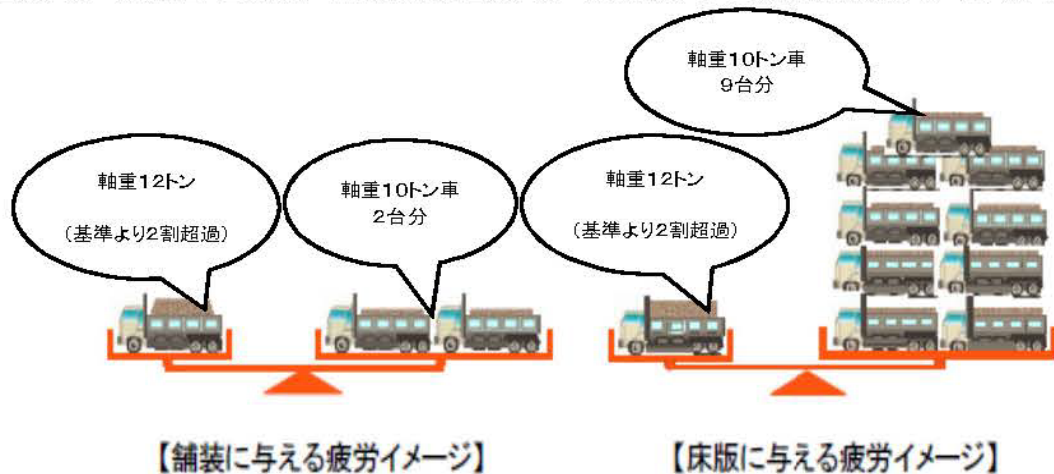 軸重10トン車
9台分
軸重12トン
(基準より2割超過)
軸重10トン車
2台分
軸重12トン
(基準より2割超過)
【舗装に与える疲労イメージ】
【床版に与える疲労イメージ】